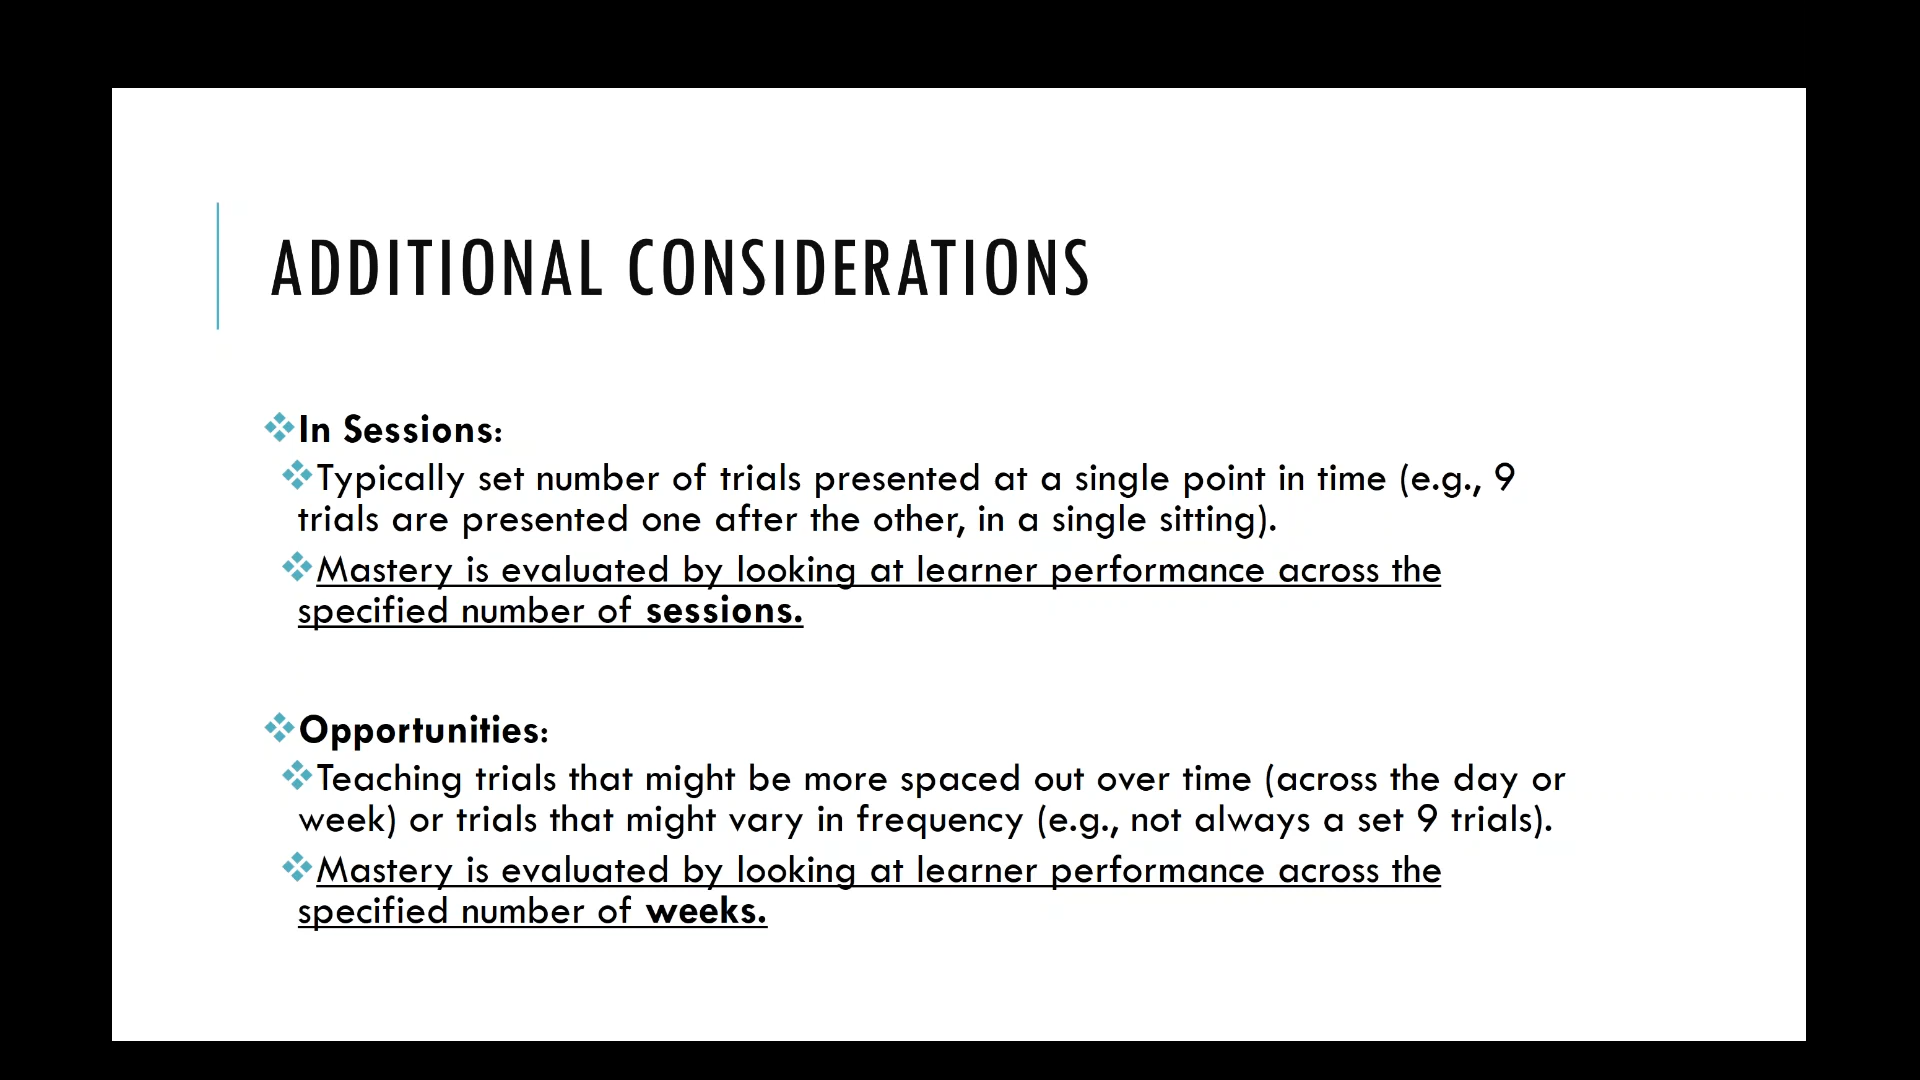 ADDITIONAL CONSIDERATIONS
In Sessions:
Typically set number of trials presented at a single point in time (e.g., 9
trials are presented one after the other, in a single sitting).
Mastery is evaluated by looking at learner performance across the
specified number of sessions.
Opportunities:
Teaching trials that might be more spaced out over time (across the day or
week) or trials that might vary in frequency (e.g., not always a set 9 trials).
Mastery is evaluated by looking at learner performance across the
specified number of weeks.